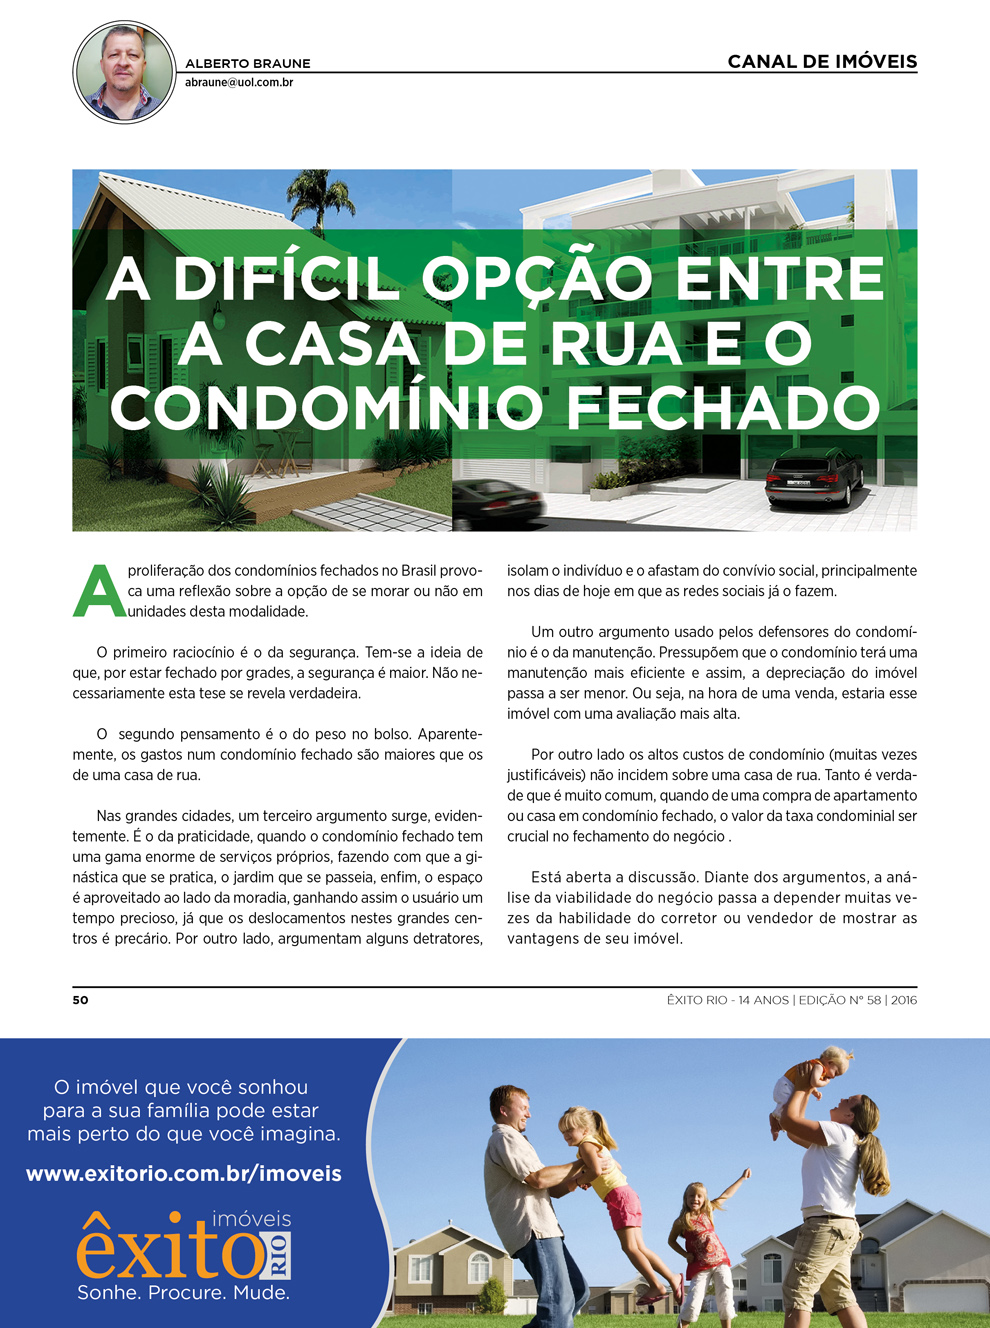 ALBERTO BRAUNE
abraune@uol.com.br
CANAL DE IMÓVEIS
A DIFÍCIL OPÇÃO ENTRE
A CASA DE RUA E O
CONDOMÍNIO FECHADO
A proliferação dos condomínios fechados no Brasil provo-
ca uma reflexão sobre a opção de se morar ou não em
unidades desta modalidade.
O primeiro raciocínio é o da segurança. Tem-se a ideia de
que, por estar fechado por grades, a segurança é maior. Não ne-
cessariamente esta tese se revela verdadeira.
O segundo pensamento é o do peso no bolso. Aparente-
mente, os gastos num condomínio fechado são maiores que os
de uma casa de rua.
Nas grandes cidades, um terceiro argumento surge, eviden-
temente. É o da praticidade, quando o condomínio fechado tem
uma gama enorme de serviços próprios, fazendo com que a gi-
nástica que se pratica, o jardim que se passeia, enfim, o espaço
é aproveitado ao lado da moradia, ganhando assim o usuário um
tempo precioso, já que os deslocamentos nestes grandes cen-
tros é precário. Por outro lado, argumentam alguns detratores,
isolam o indivíduo e o afastam do convívio social, principalmente
nos dias de hoje em que as redes sociais já o fazem.
Um outro argumento usado pelos defensores do condomí-
nio é o da manutenção. Pressupõem que o condomínio terá uma
manutenção mais eficiente e assim, a depreciação do imóvel
passa a ser menor. Ou seja, na hora de uma venda, estaria esse
imóvel com uma avaliação mais alta.
Por outro lado os altos custos de condomínio (muitas vezes
justificáveis) não incidem sobre uma casa de rua. Tanto é verda-
de que é muito comum, quando de uma compra de apartamento
ou casa em condomínio fechado, o valor da taxa condominial ser
crucial no fechamento do negócio .
Está aberta a discussão. Diante dos argumentos, a aná-
lise da viabilidade do negócio passa a depender muitas ve-
zes da habilidade do corretor ou vendedor de mostrar as
vantagens de seu imóvel.
50
ÊXITO RIO - 14 ANOS | EDIÇÃO Nº 58 | 2016
O imóvel que você sonhou
para a sua família pode estar
mais perto do que você imagina.
www.exitorio.com.br/imoveis
imóveis
êxito
RIO
Sonhe. Procure. Mude.